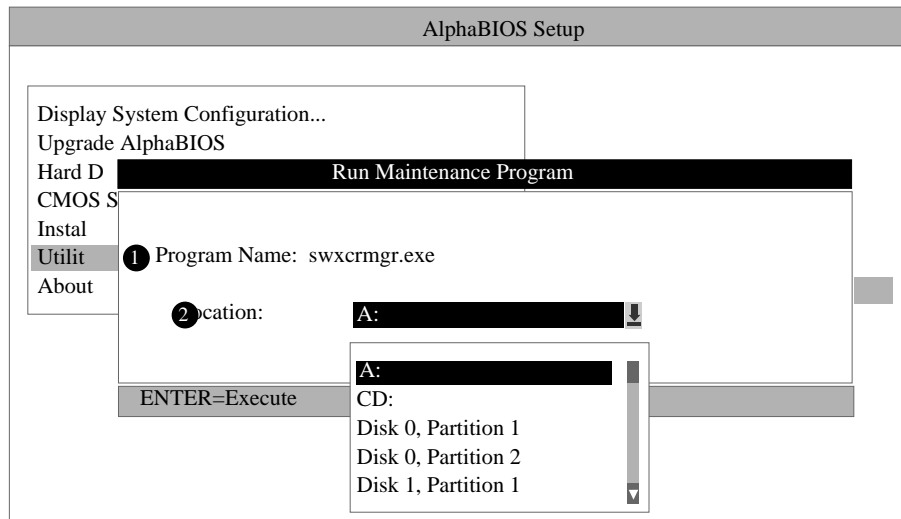 AlphaBIOS Setup
Display System Configuration...
Upgrade AlphaBIOS
Hard D
CMOS S
Instal
Utilit
About
Run Maintenance Program
1 Program Name: swxcrmgr.exe
2 ocation: A:
A:
CD:
Disk 0, Partition 1
Disk 0, Partition 2
Disk 1, Partition 1
ENTER=Execute